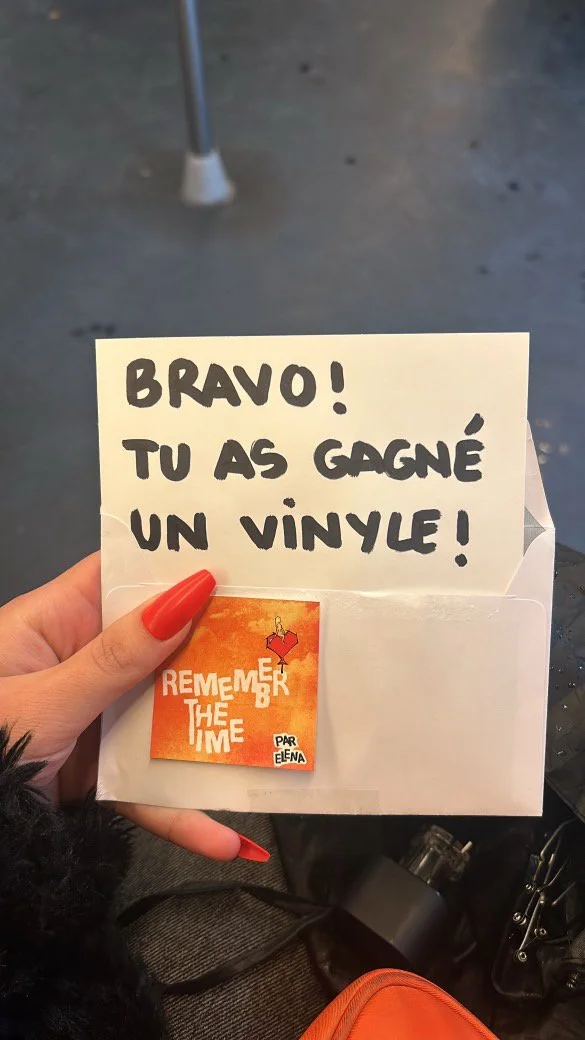 BRAVO!
TU AS GAGNÉ
UN VINYLE!
REMEMBER
THE
TIME
PAR
ELENA